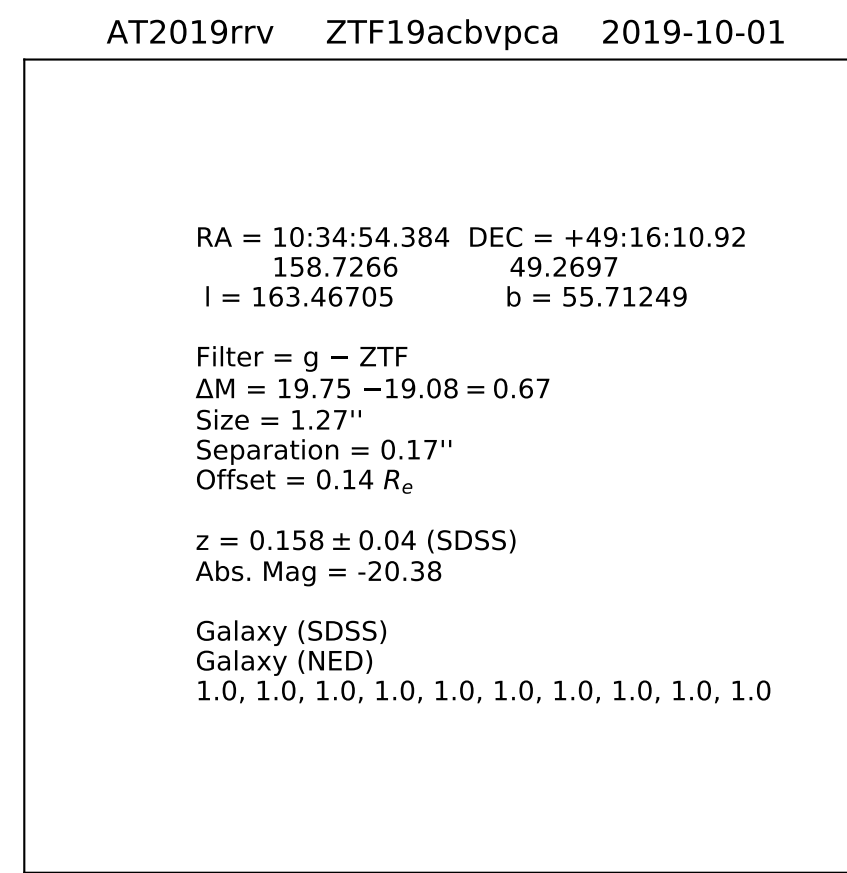 AT2019rrv ZTF19acbvpca 2019-10-01
RA = 10:34:54.384 DEC = +49:16:10.92
158.7266 49.2697
l = 163.46705 b = 55.71249
Filter = g − ZTF
ΔM = 19.75 −19.08 = 0.67
Size = 1.27''
Separation = 0.17''
Offset = 0.14 Rₑ
z = 0.158 ± 0.04 (SDSS)
Abs. Mag = -20.38
Galaxy (SDSS)
Galaxy (NED)
1.0, 1.0, 1.0, 1.0, 1.0, 1.0, 1.0, 1.0, 1.0, 1.0